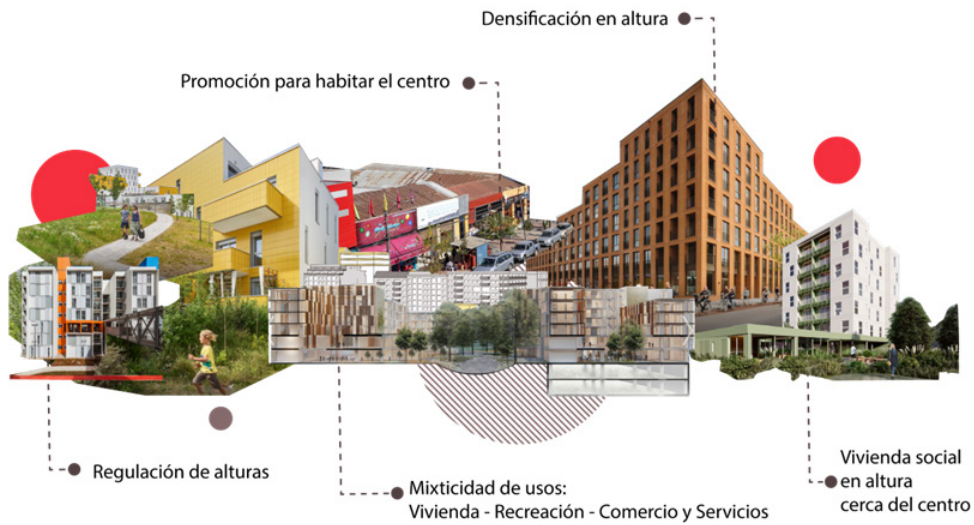 Densificación en altura
Promoción para habitar el centro
Regulación de alturas
Mixticidad de usos:
Vivienda - Recreación - Comercio y Servicios
Vivienda social
en altura
cerca del centro